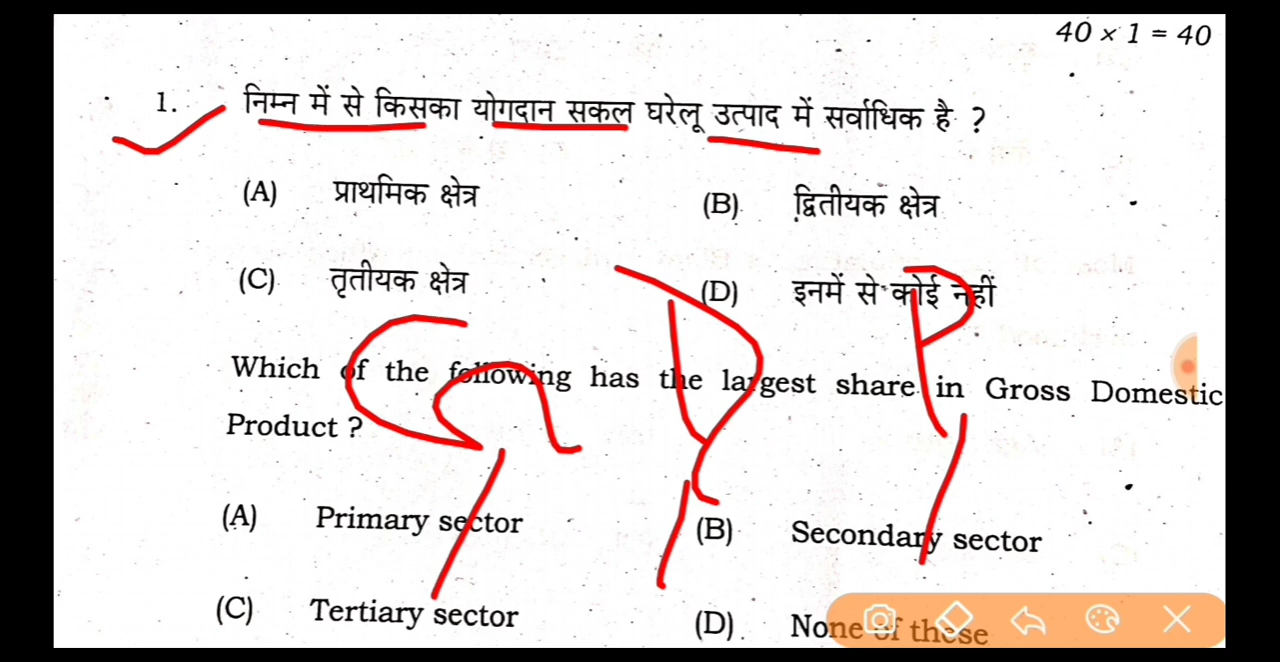 40 × 1 = 40
1. निम्न में से किसका योगदान सकल घरेलू उत्पाद में सर्वाधिक है ?
(A) प्राथमिक क्षेत्र (B) द्वितीयक क्षेत्र
(C) तृतीयक क्षेत्र (D) इनमें से कोई नहीं
G D P
Which of the following has the largest share in Gross Domestic
Product ?
(A) Primary sector (B) Secondary sector
(C) Tertiary sector (D) None of these